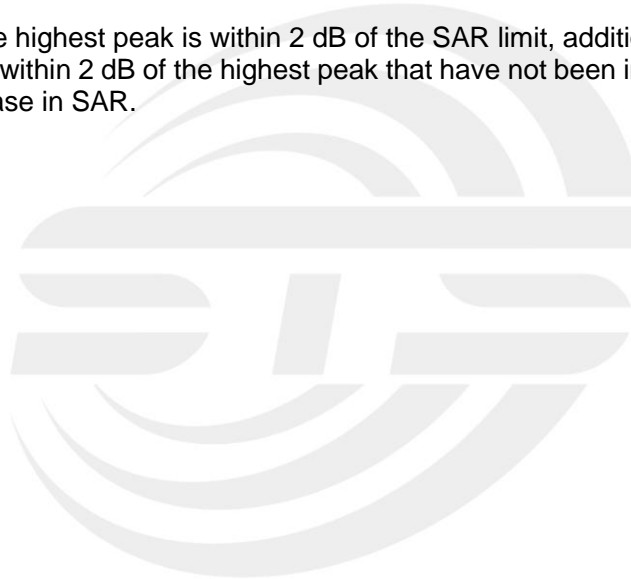 e highest peak is within 2 dB of the SAR limit, additi
within 2 dB of the highest peak that have not been i
ase in SAR.
STS